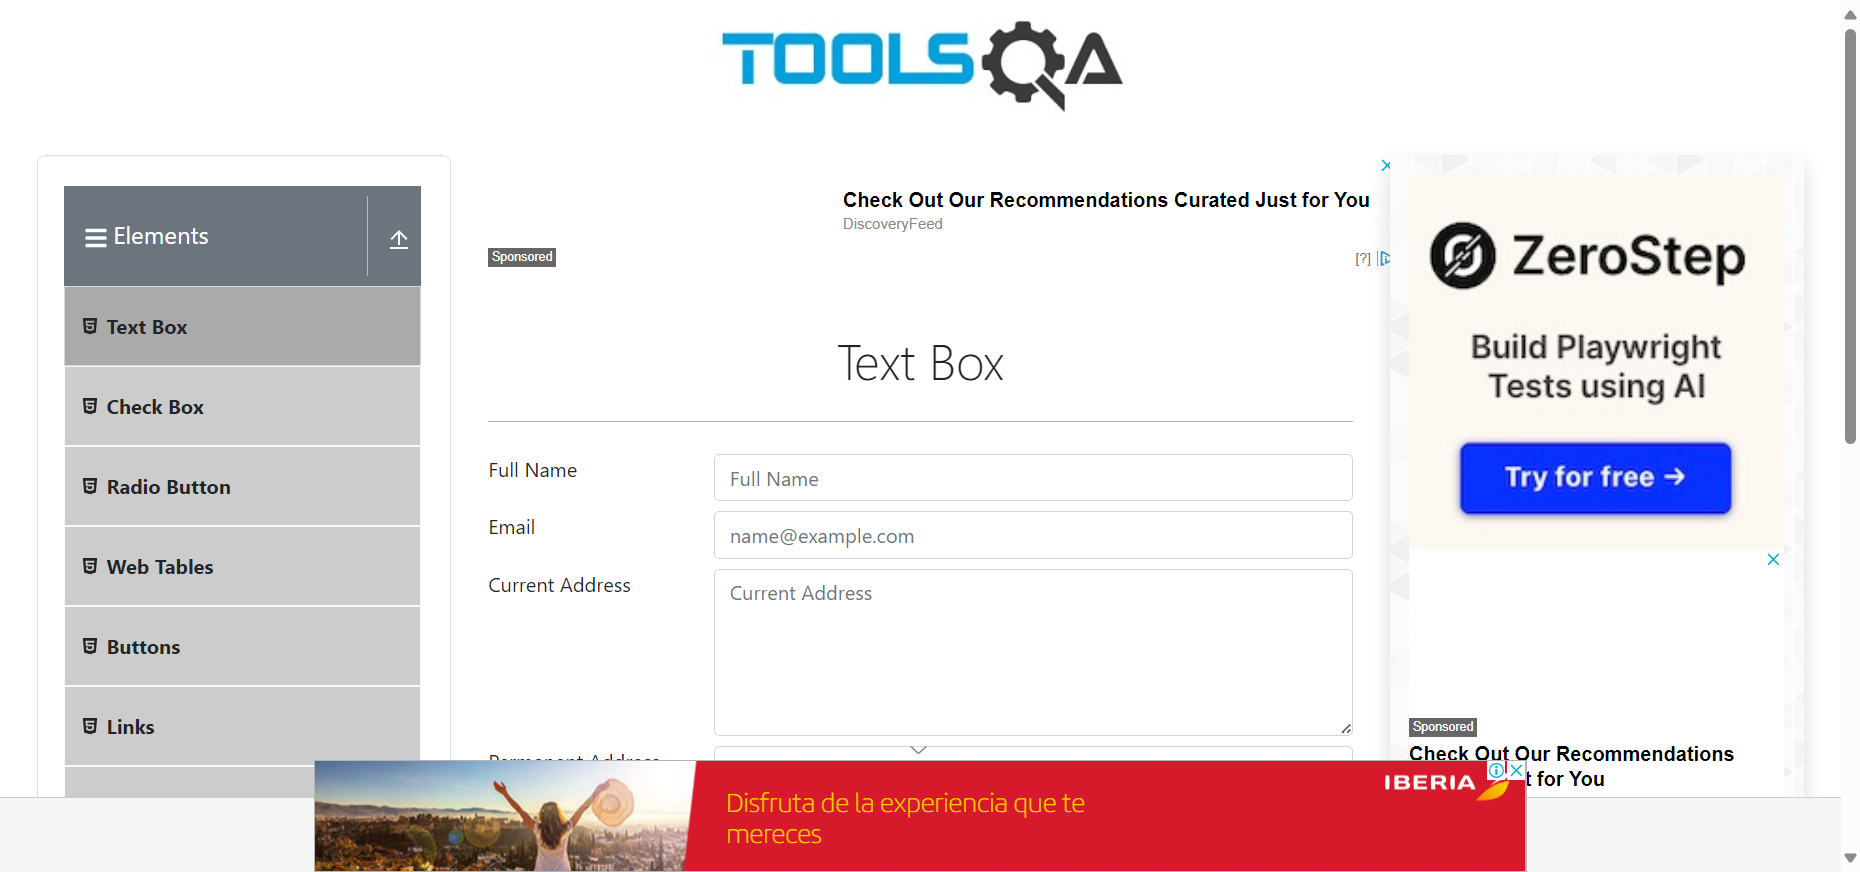 TOOLSQA
Elements
Text Box
Check Box
Radio Button
Web Tables
Buttons
Links
Check Out Our Recommendations Curated Just for You
DiscoveryFeed
Sponsored
[?]
Text Box
Full Name
Full Name
Email
name@example.com
Current Address
Current Address
Permanent Address
ZeroStep
Build Playwright
Tests using AI
Try for free →
Sponsored
Check Out Our Recommendations
t for You
Disfruta de la experiencia que te
mereces
IBERIA